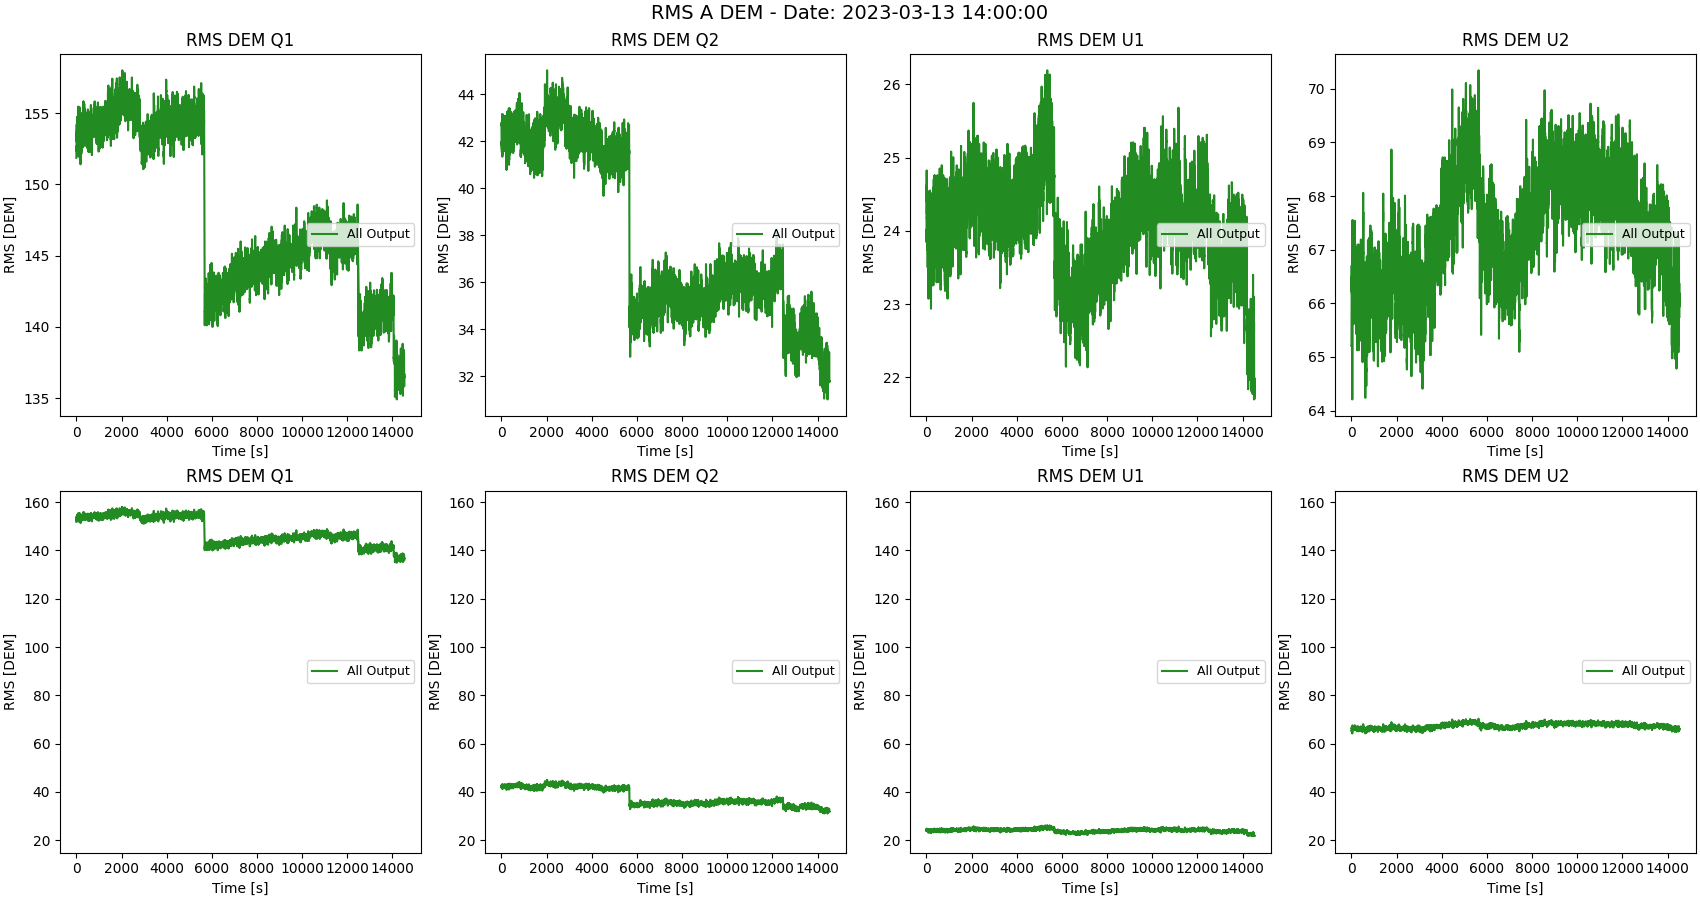 RMS A DEM - Date: 2023-03-13 14:00:00
RMS DEM Q1
RMS [DEM]
155
150
145
140
135
All Output
0 2000 4000 6000 8000 10000 12000 14000
Time [s]
RMS DEM Q2
RMS [DEM]
44
42
40
38
36
34
32
All Output
0 2000 4000 6000 8000 10000 12000 14000
Time [s]
RMS DEM U1
RMS [DEM]
26
25
24
23
22
All Output
0 2000 4000 6000 8000 10000 12000 14000
Time [s]
RMS DEM U2
RMS [DEM]
70
69
68
67
66
65
64
All Output
0 2000 4000 6000 8000 10000 12000 14000
Time [s]
RMS DEM Q1
RMS [DEM]
160
140
120
100
80
60
40
20
All Output
0 2000 4000 6000 8000 10000 12000 14000
Time [s]
RMS DEM Q2
RMS [DEM]
160
140
120
100
80
60
40
20
All Output
0 2000 4000 6000 8000 10000 12000 14000
Time [s]
RMS DEM U1
RMS [DEM]
160
140
120
100
80
60
40
20
All Output
0 2000 4000 6000 8000 10000 12000 14000
Time [s]
RMS DEM U2
RMS [DEM]
160
140
120
100
80
60
40
20
All Output
0 2000 4000 6000 8000 10000 12000 14000
Time [s]